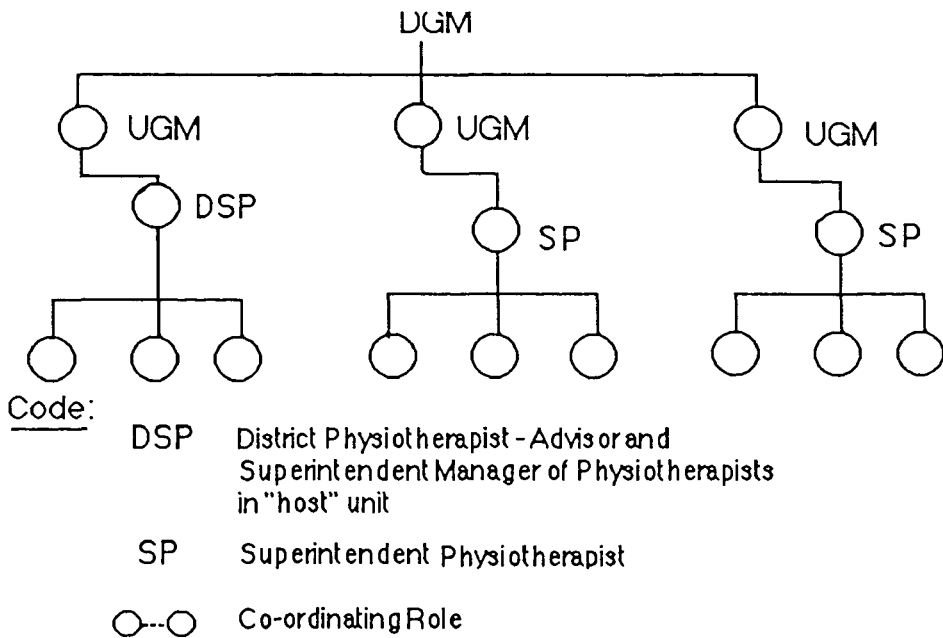 DGM
UGM UGM UGM
DSP SP SP
Code:
DSP District Physiotherapist - Advisor and
Superintendent Manager of Physiotherapists
in "host" unit
SP Superintendent Physiotherapist
Co-ordinating Role